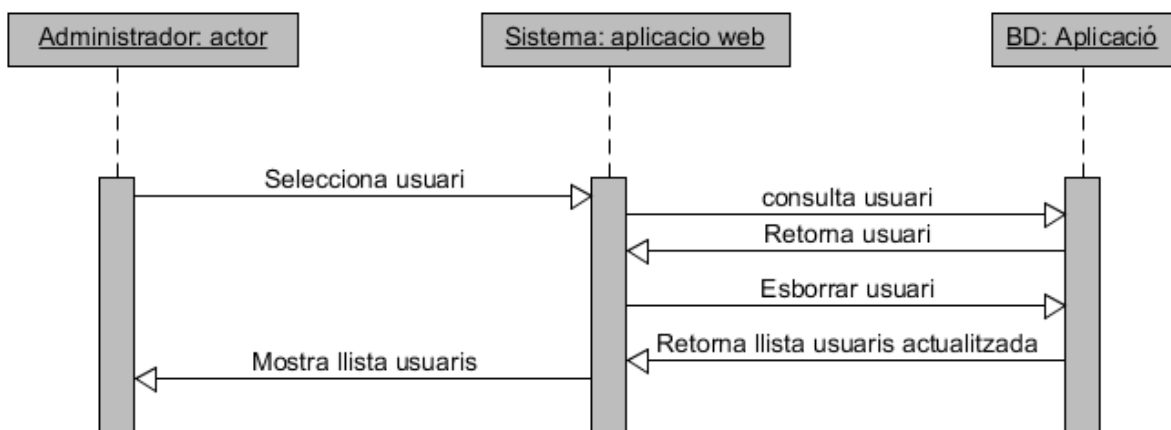 Administrador: actor
Sistema: aplicacio web
BD: Aplicació
Selecciona usuari
consulta usuari
Retorna usuari
Esborrar usuari
Retorna llista usuaris actualitzada
Mostra llista usuaris